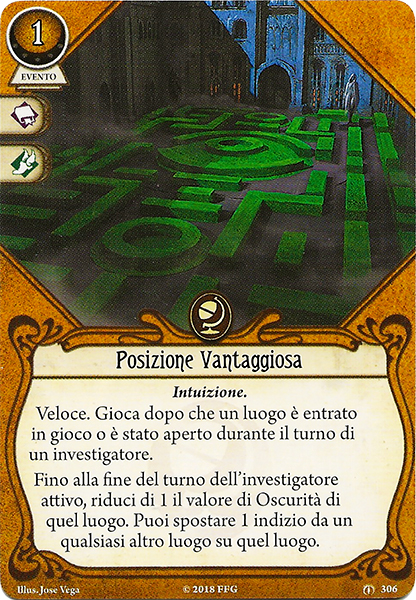 1
EVENTO
Posizione Vantaggiosa
Intuizione.
Veloce. Gioca dopo che un luogo è entrato
in gioco o è stato aperto durante il turno di
un investigatore.
Fino alla fine del turno dell'investigatore
attivo, riduci di 1 il valore di Oscurità di
quel luogo. Puoi spostare 1 indizio da un
qualsiasi altro luogo su quel luogo.
Illus. Jose Vega © 2018 FFG 306